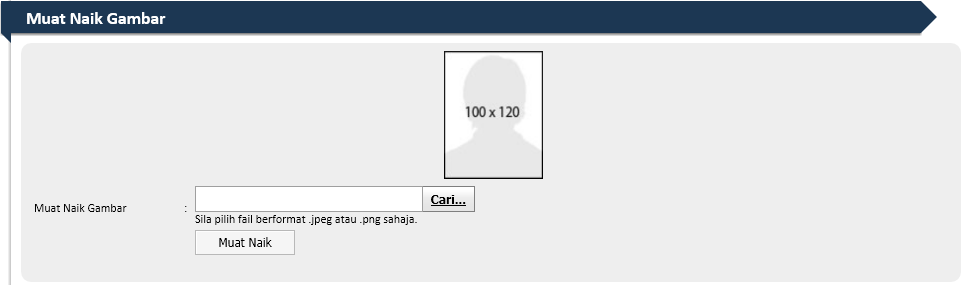 Muat Naik Gambar
100 x 120
Muat Naik Gambar : Cari...
Sila pilih fail berformat .jpeg atau .png sahaja.
Muat Naik